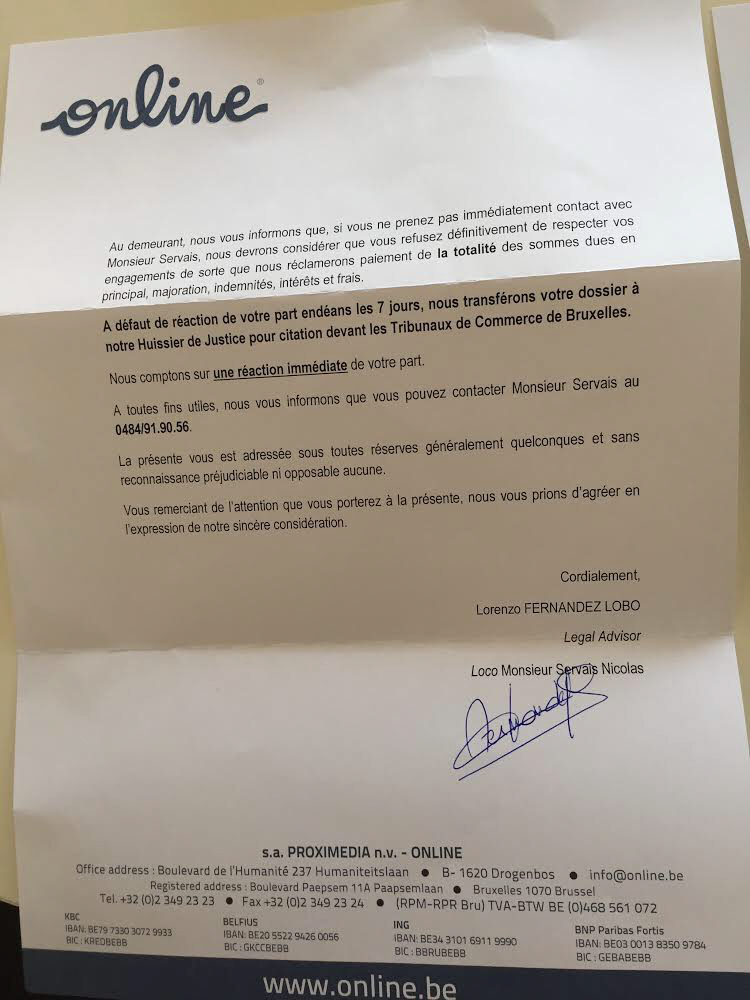 online®
Au demeurant, nous vous informons que, si vous ne prenez pas immédiatement contact avec
Monsieur Servais, nous devrons considérer que vous refusez définitivement de respecter vos
engagements de sorte que nous réclamerons paiement de la totalité des sommes dues en
principal, majoration, indemnités, intérêts et frais.
A défaut de réaction de votre part endéans les 7 jours, nous transférons votre dossier à
notre Huissier de Justice pour citation devant les Tribunaux de Commerce de Bruxelles.
Nous comptons sur une réaction immédiate de votre part.
A toutes fins utiles, nous vous informons que vous pouvez contacter Monsieur Servais au
0484/91.90.56.
La présente vous est adressée sous toutes réserves généralement quelconques et sans
reconnaissance préjudiciable ni opposable aucune.
Vous remerciant de l'attention que vous porterez à la présente, nous vous prions d'agréer en
l'expression de notre sincère considération.
Cordialement,
Lorenzo FERNANDEZ LOBO
Legal Advisor
Loco Monsieur Servais Nicolas
s.a. PROXIMEDIA n.v. - ONLINE
Office address : Boulevard de l'Humanité 237 Humaniteitslaan ● B- 1620 Drogenbos ● info@online.be
Registered address : Boulevard Paepsem 11A Paapsemlaan ● Bruxelles 1070 Brussel
Tel. +32 (0)2 349 23 23 ● Fax +32 (0)2 349 23 24 ● (RPM-RPR Bru) TVA-BTW BE (0)468 561 072
KBC
IBAN: BE79 7330 3072 9933
BIC : KREDBEBB
BELFIUS
IBAN: BE20 5522 9426 0056
BIC : GKCCBEBB
ING
IBAN: BE34 3101 6911 9990
BIC : BBRUBEBB
BNP Paribas Fortis
IBAN: BE03 0013 8350 9784
BIC : GEBABEBB
www.online.be